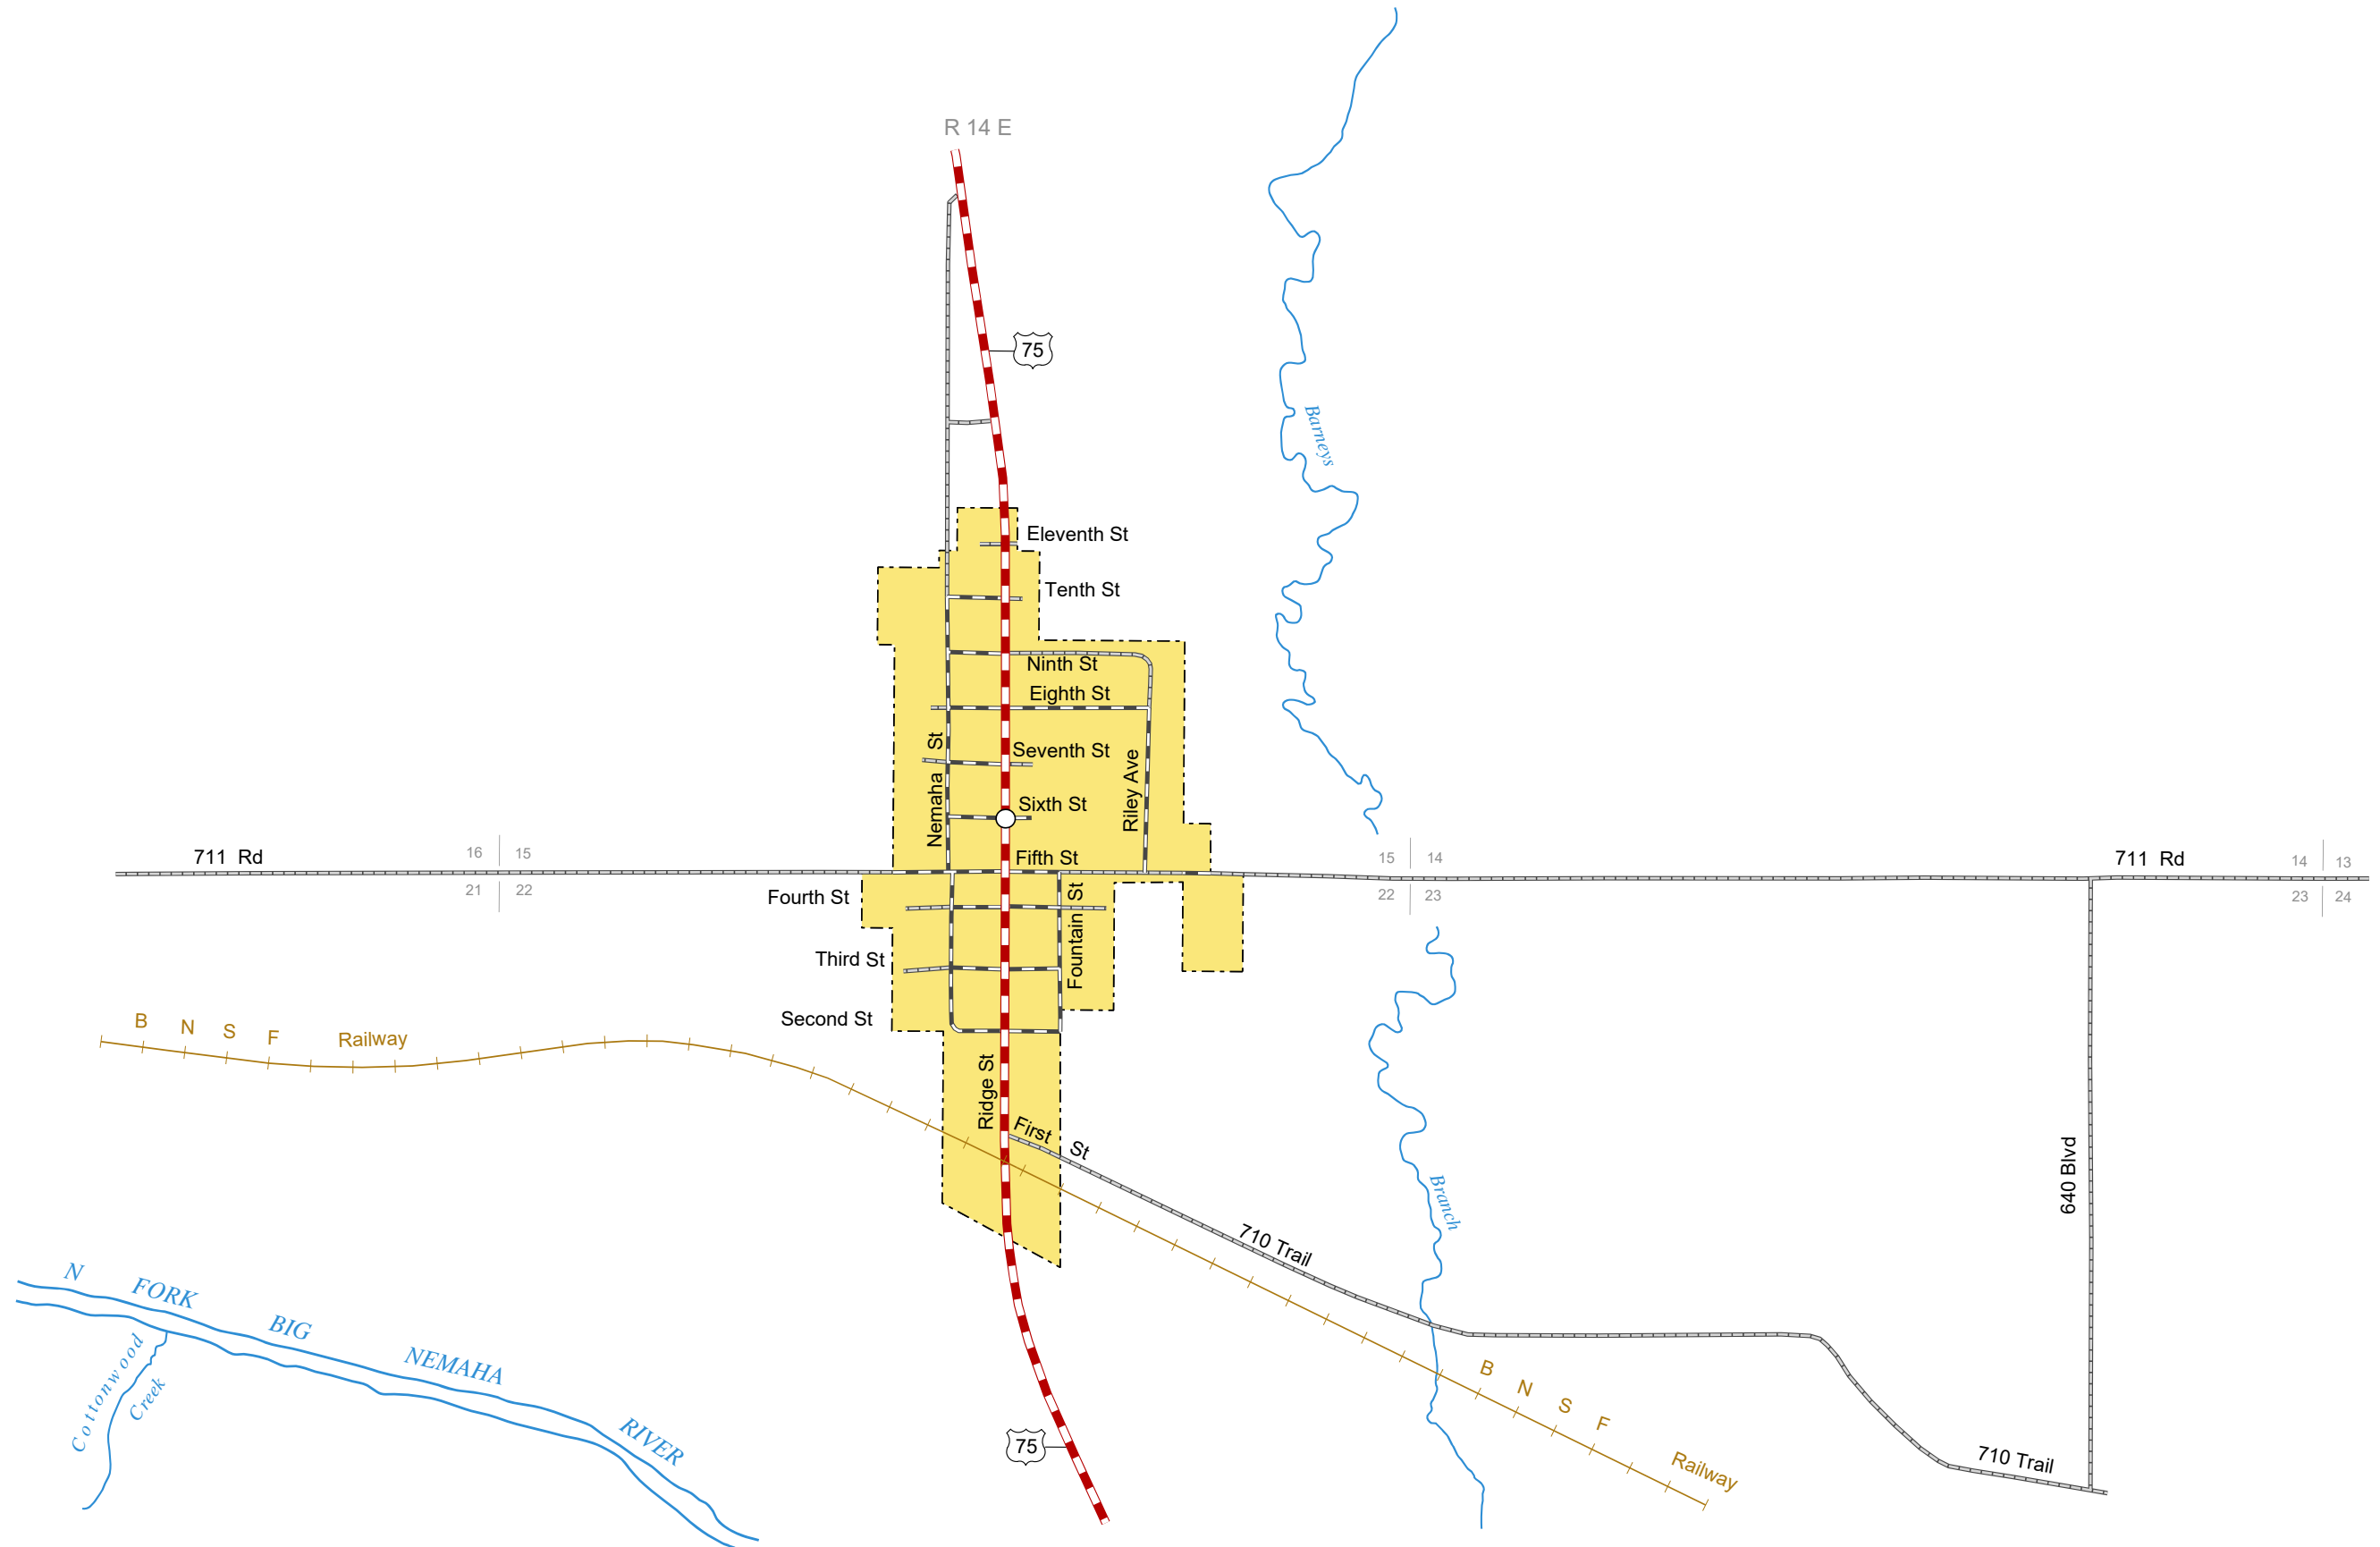 R 14 E
75
Barneys
Eleventh St
Tenth St
Ninth St
Eighth St
Nemaha St
Seventh St
Riley Ave
Sixth St
Fifth St
711 Rd
16 15
21 22
15 14
22 23
711 Rd
14 13
23 24
Fourth St
Fountain St
Third St
Second St
B N S F Railway
Ridge St
First St
710 Trail
Branch
640 Blvd
N FORK BIG NEMAHA RIVER
Cottonwood Creek
75
B N S F Railway
710 Trail